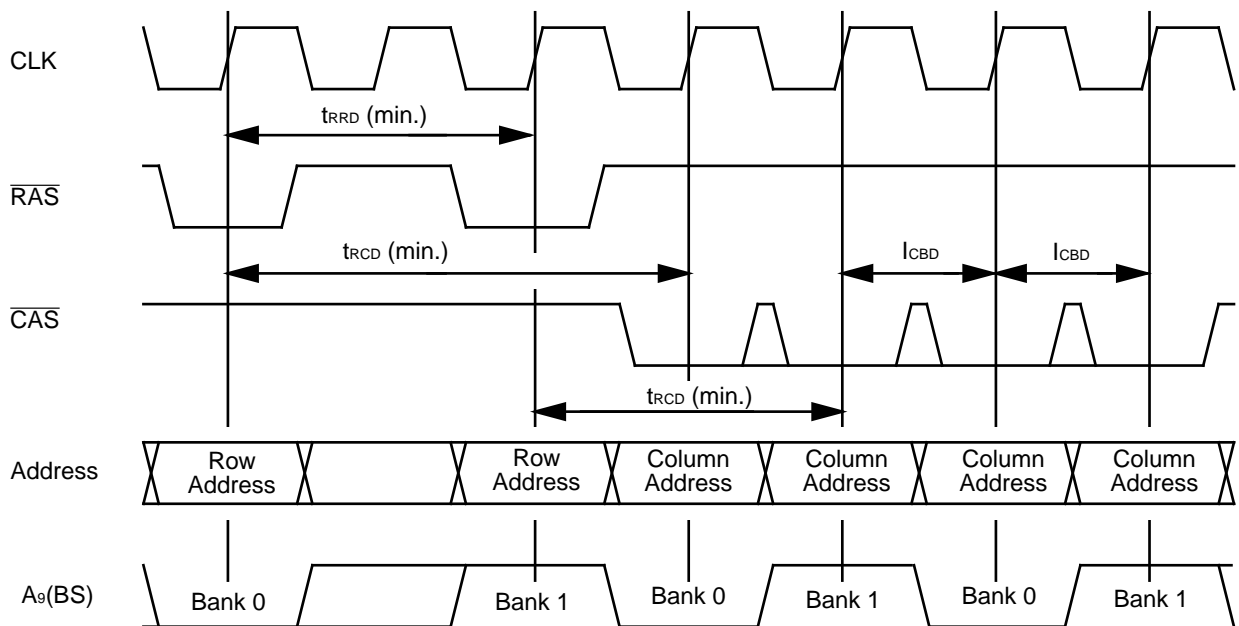 CLK
tRRD (min.)
RAS
tRCD (min.)
ICBD
ICBD
CAS
tRCD (min.)
Address
Row
Address
Row
Address
Column
Address
Column
Address
Column
Address
Column
Address
A9(BS)
Bank 0
Bank 1
Bank 0
Bank 1
Bank 0
Bank 1